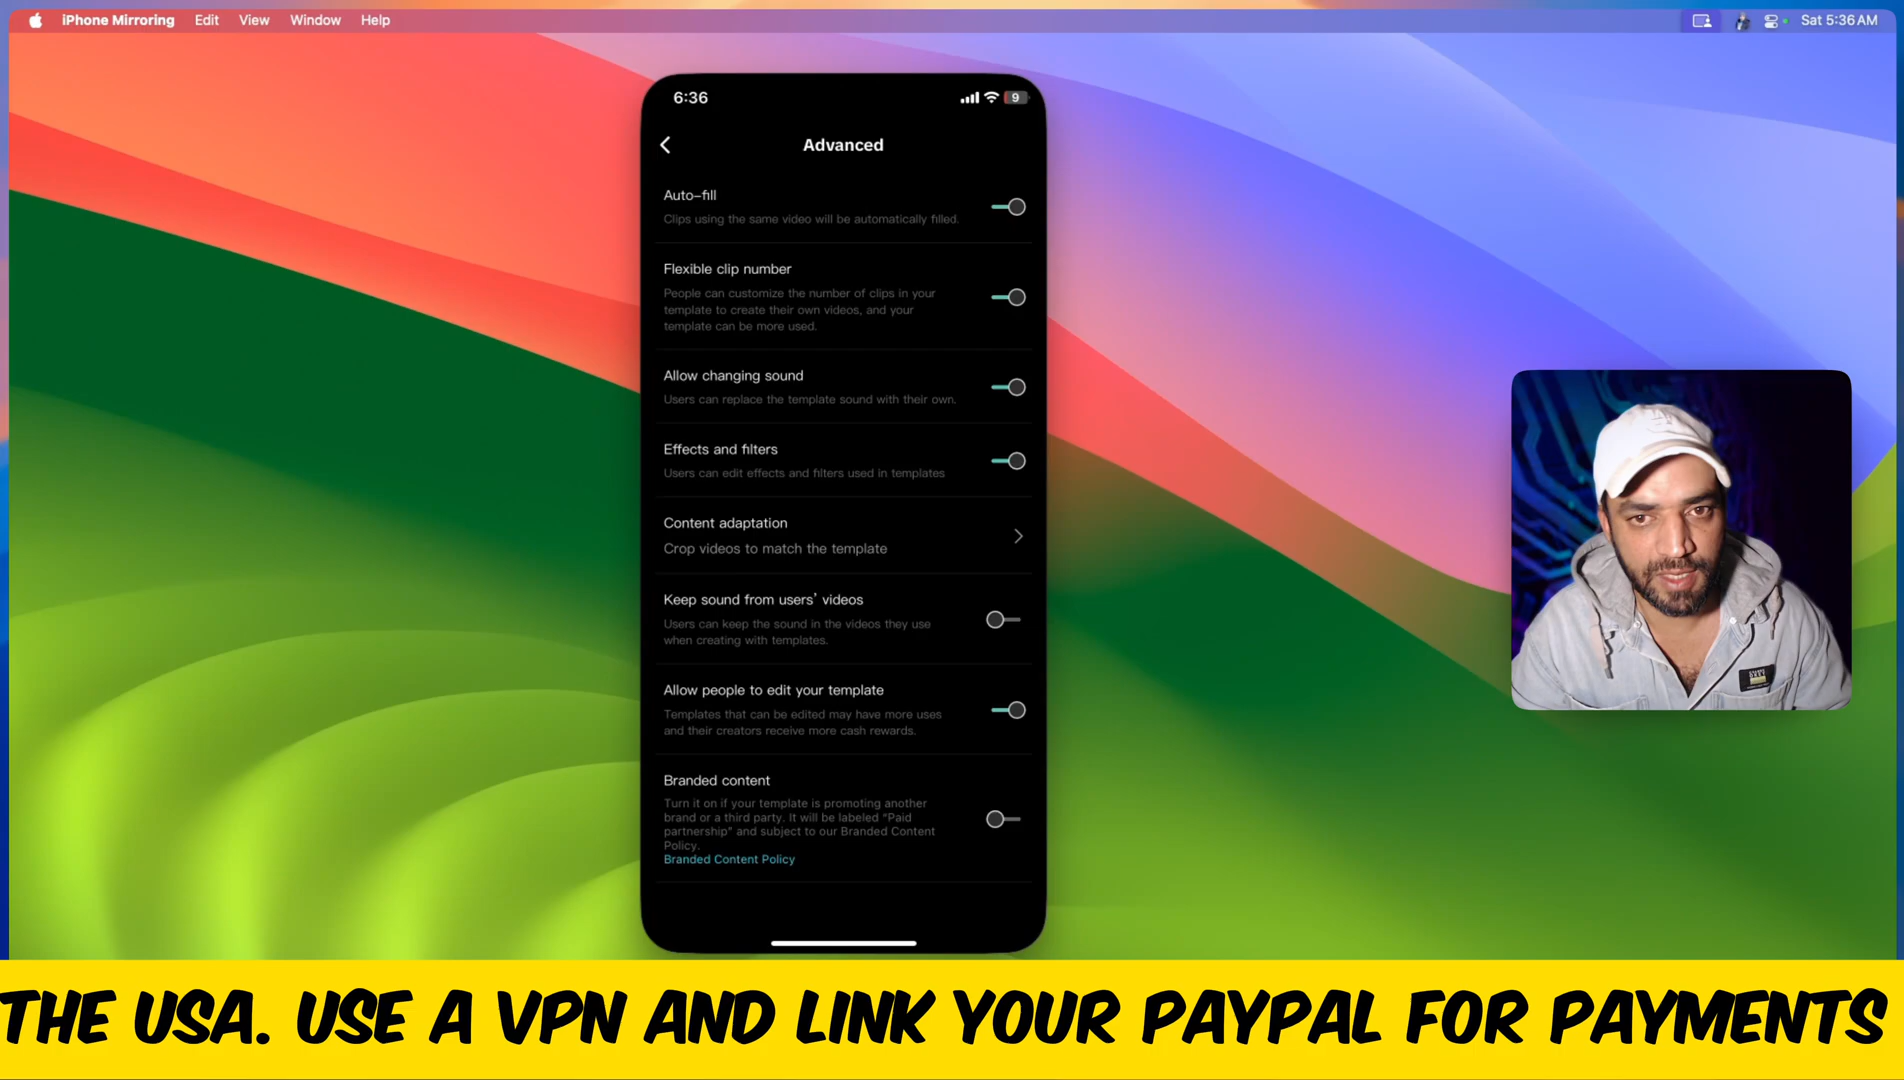 iPhone Mirroring Edit View Window Help Sat 5:36 AM
6:36 9
Advanced
Auto-fill
Clips using the same video will be automatically filled.
Flexible clip number
People can customize the number of clips in your
template to create their own videos, and your
template can be more used.
Allow changing sound
Users can replace the template sound with their own.
Effects and filters
Users can edit effects and filters used in templates
Content adaptation
Crop videos to match the template
Keep sound from users’ videos
Users can keep the sound in the videos they use
when creating with templates.
Allow people to edit your template
Templates that can be edited may have more uses
and their creators receive more cash rewards.
Branded content
Turn it on if your template is promoting another
brand or a third party. It will be labeled “Paid
partnership” and subject to our Branded Content
Policy.
Branded Content Policy
THE USA. USE A VPN AND LINK YOUR PAYPAL FOR PAYMENTS